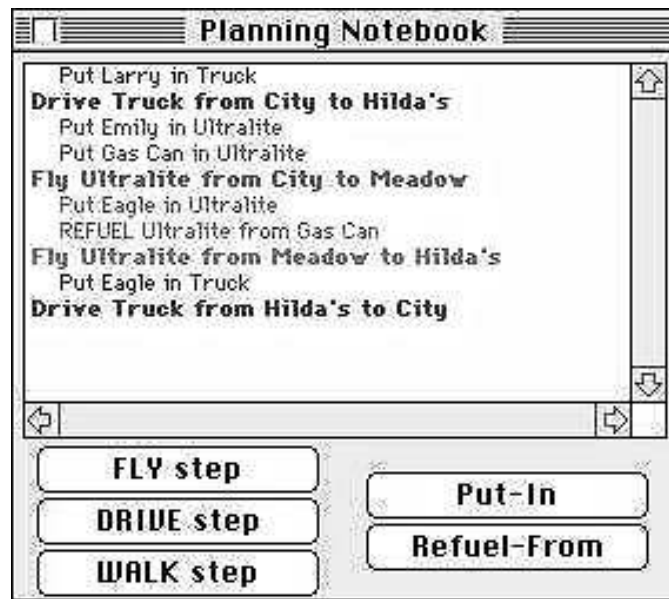 Planning Notebook
Put Larry in Truck
Drive Truck from City to Hilda's
Put Emily in Ultralite
Put Gas Can in Ultralite
Fly Ultralite from City to Meadow
Put Eagle in Ultralite
REFUEL Ultralite from Gas Can
Fly Ultralite from Meadow to Hilda's
Put Eagle in Truck
Drive Truck from Hilda's to City
FLY step
DRIVE step
WALK step
Put-In
Refuel-From